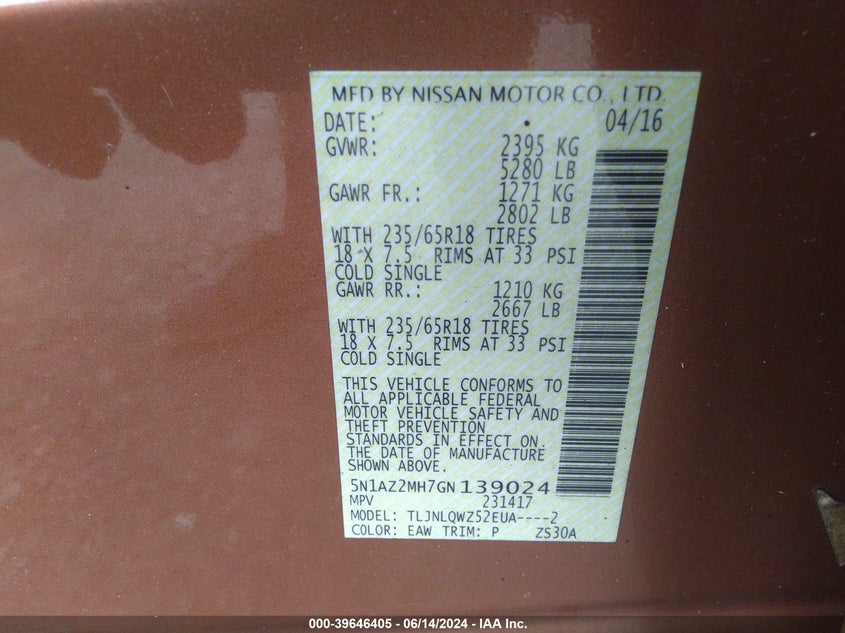 MFD BY NISSAN MOTOR CO., LTD.
DATE: 04/16
GVWR: 2395 KG
5280 LB
GAWR FR.: 1271 KG
2802 LB
WITH 235/65R18 TIRES
18 X 7.5 RIMS AT 33 PSI
COLD SINGLE
GAWR RR.: 1210 KG
2667 LB
WITH 235/65R18 TIRES
18 X 7.5 RIMS AT 33 PSI
COLD SINGLE
THIS VEHICLE CONFORMS TO
ALL APPLICABLE FEDERAL
MOTOR VEHICLE SAFETY AND
THEFT PREVENTION
STANDARDS IN EFFECT ON
THE DATE OF MANUFACTURE
SHOWN ABOVE.
5N1AZ2MH7GN139024
MPV 231417
MODEL: TLJNLQWZ52EUA----2
COLOR: EAW TRIM: P ZS30A
000-39646405 - 06/14/2024 - IAA Inc.